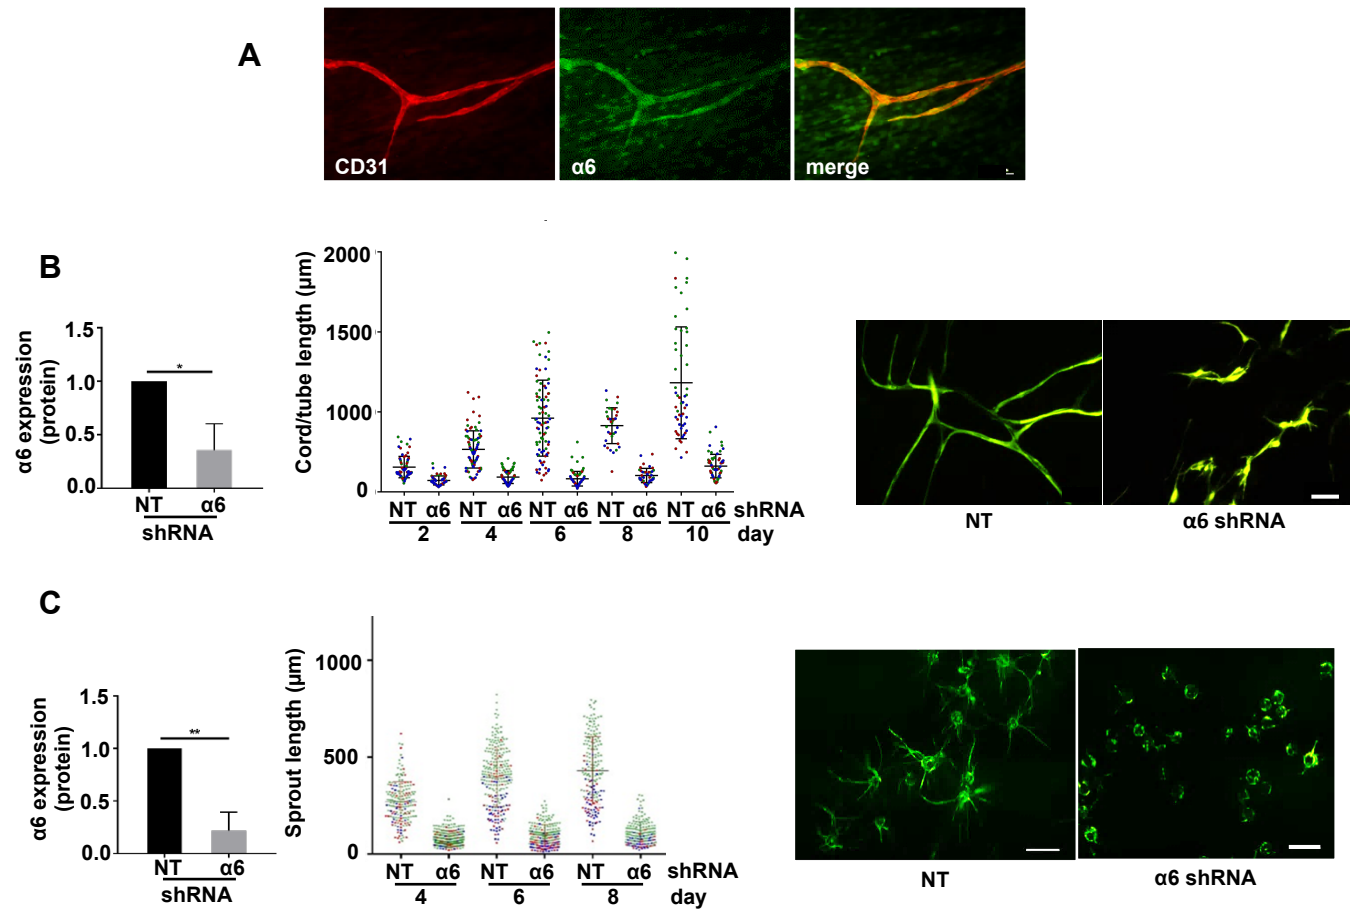 A
CD31
α6
merge
B
α6 expression
(protein)
1.5
1.0
0.5
0.0
*
NT
α6
shRNA
Cord/tube length (μm)
2000
1500
1000
0
NT α6 NT α6 NT α6 NT α6 NT α6 shRNA
2 4 6 8 10 day
NT
α6 shRNA
C
α6 expression
(protein)
1.5
1.0
0.5
0.0
**
NT
α6
shRNA
Sprout length (μm)
1000
500
0
NT α6 NT α6 NT α6 shRNA
4 6 8 day
NT
α6 shRNA